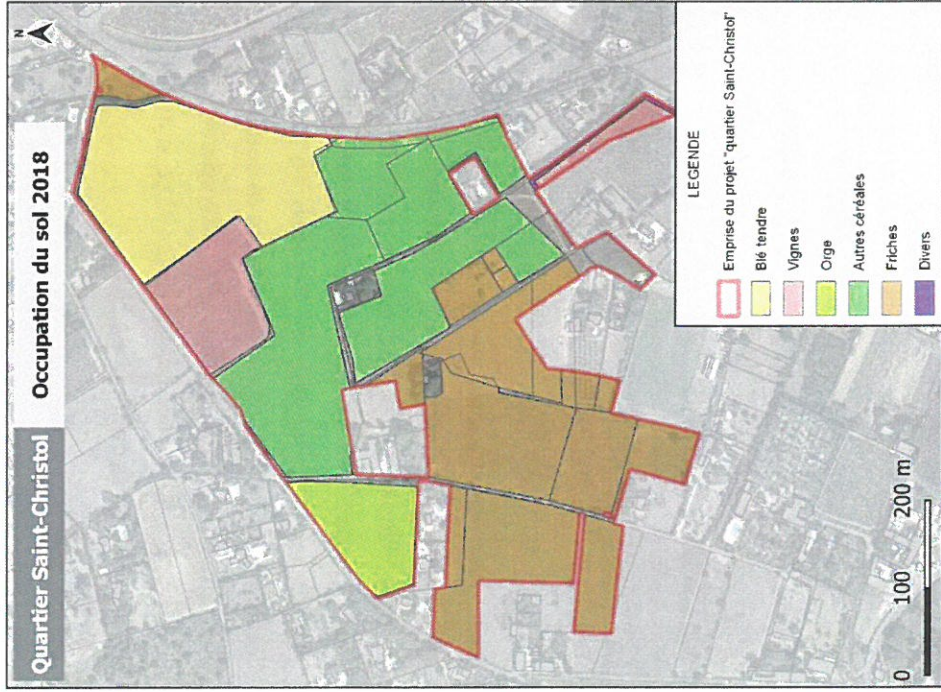 Quartier Saint-Christol
Occupation du sol 2018
N
LEGENDE
Emprise du projet "quartier Saint-Christol"
Blé tendre
Vignes
Orge
Autres céréales
Friches
Divers
0 100 200 m